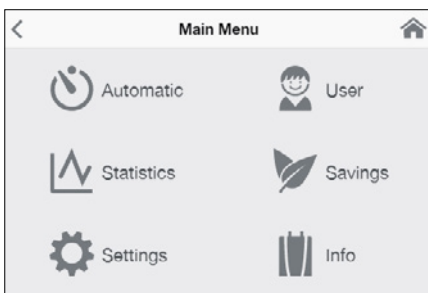 Main Menu
Automatic
User
Statistics
Savings
Settings
Info